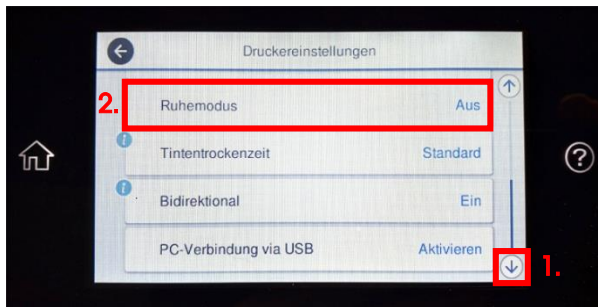 Druckereinstellungen
2. Ruhemodus Aus
Tintentrockenzeit Standard
Bidirektional Ein
PC-Verbindung via USB Aktivieren
1.